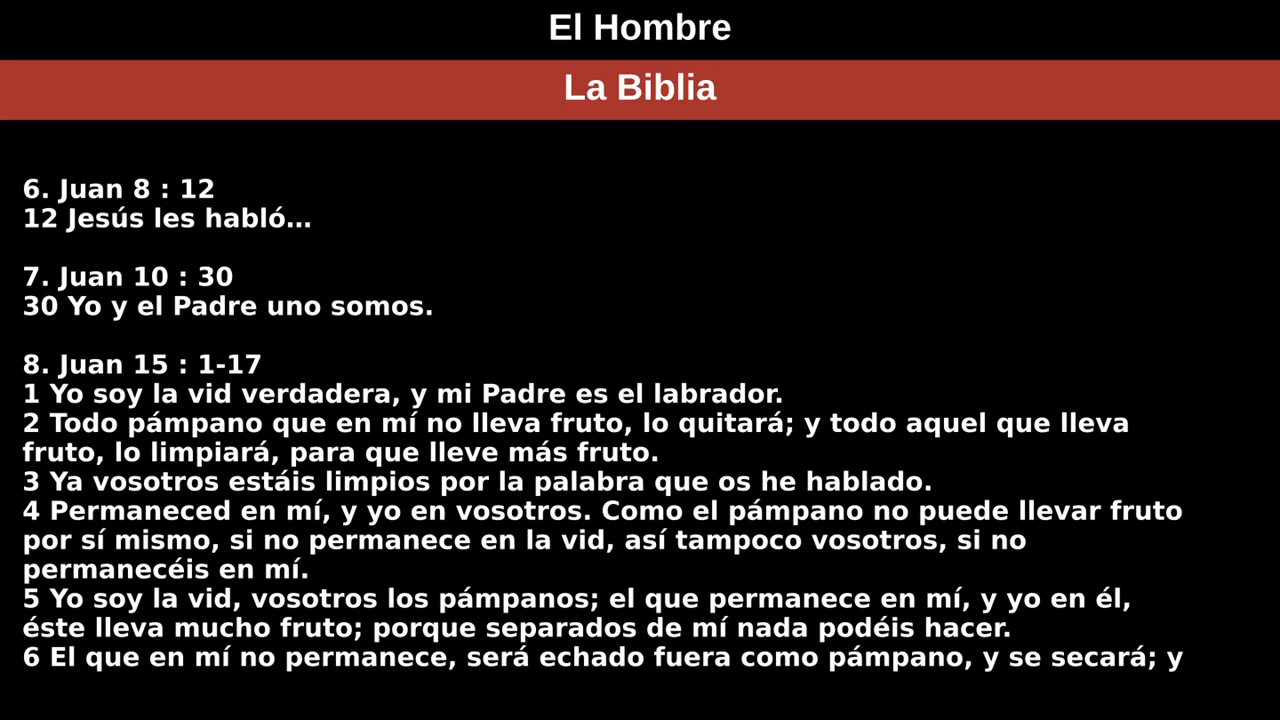 El Hombre
La Biblia
6. Juan 8 : 12
12 Jesús les habló…
7. Juan 10 : 30
30 Yo y el Padre uno somos.
8. Juan 15 : 1-17
1 Yo soy la vid verdadera, y mi Padre es el labrador.
2 Todo pámpano que en mí no lleva fruto, lo quitará; y todo aquel que lleva
fruto, lo limpiará, para que lleve más fruto.
3 Ya vosotros estáis limpios por la palabra que os he hablado.
4 Permaneced en mí, y yo en vosotros. Como el pámpano no puede llevar fruto
por sí mismo, si no permanece en la vid, así tampoco vosotros, si no
permanecéis en mí.
5 Yo soy la vid, vosotros los pámpanos; el que permanece en mí, y yo en él,
éste lleva mucho fruto; porque separados de mí nada podéis hacer.
6 El que en mí no permanece, será echado fuera como pámpano, y se secará; y